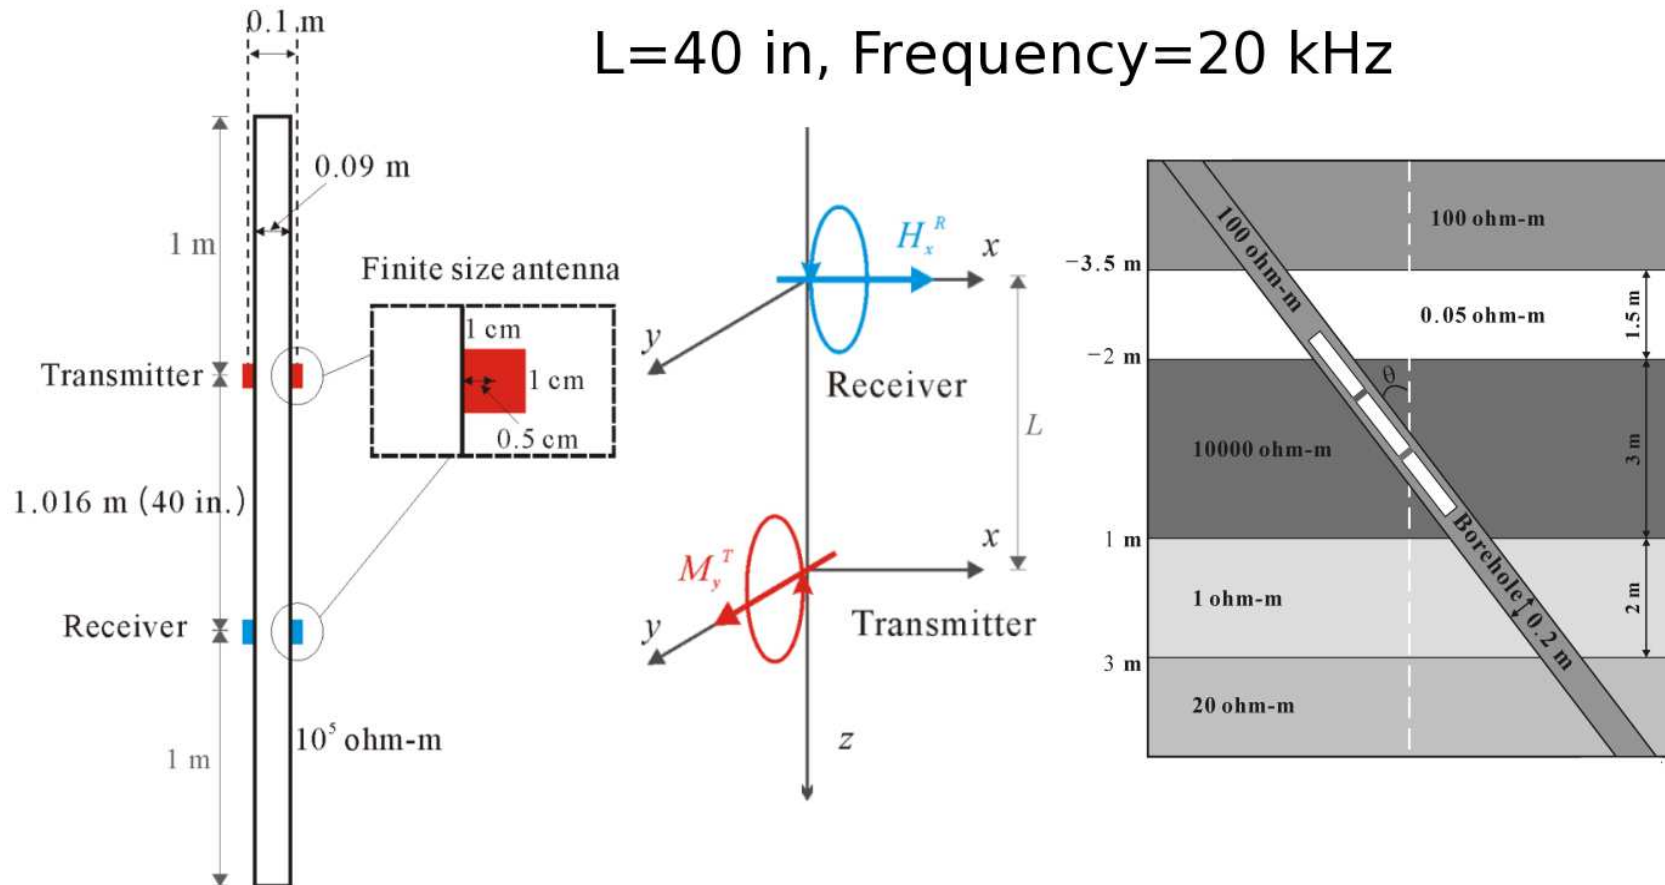 L=40 in, Frequency=20 kHz
0.1 m
0.09 m
1 m
Finite size antenna
1 cm
1 cm
0.5 cm
Transmitter
1.016 m (40 in.)
Receiver
10⁵ ohm-m
1 m
H_x^R
x
y
Receiver
L
M_y^T
x
y
Transmitter
z
100 ohm-m
100 ohm-m
−3.5 m
0.05 ohm-m
1.5 m
−2 m
θ
10000 ohm-m
3 m
1 m
Borehole
1 ohm-m
2 m
0.2 m
3 m
20 ohm-m